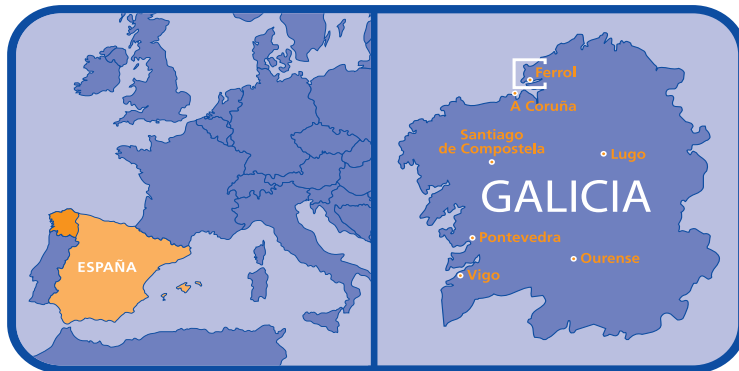 ESPAÑA
Ferrol
A Coruña
Santiago
de Compostela
Lugo
GALICIA
Pontevedra
Ourense
Vigo